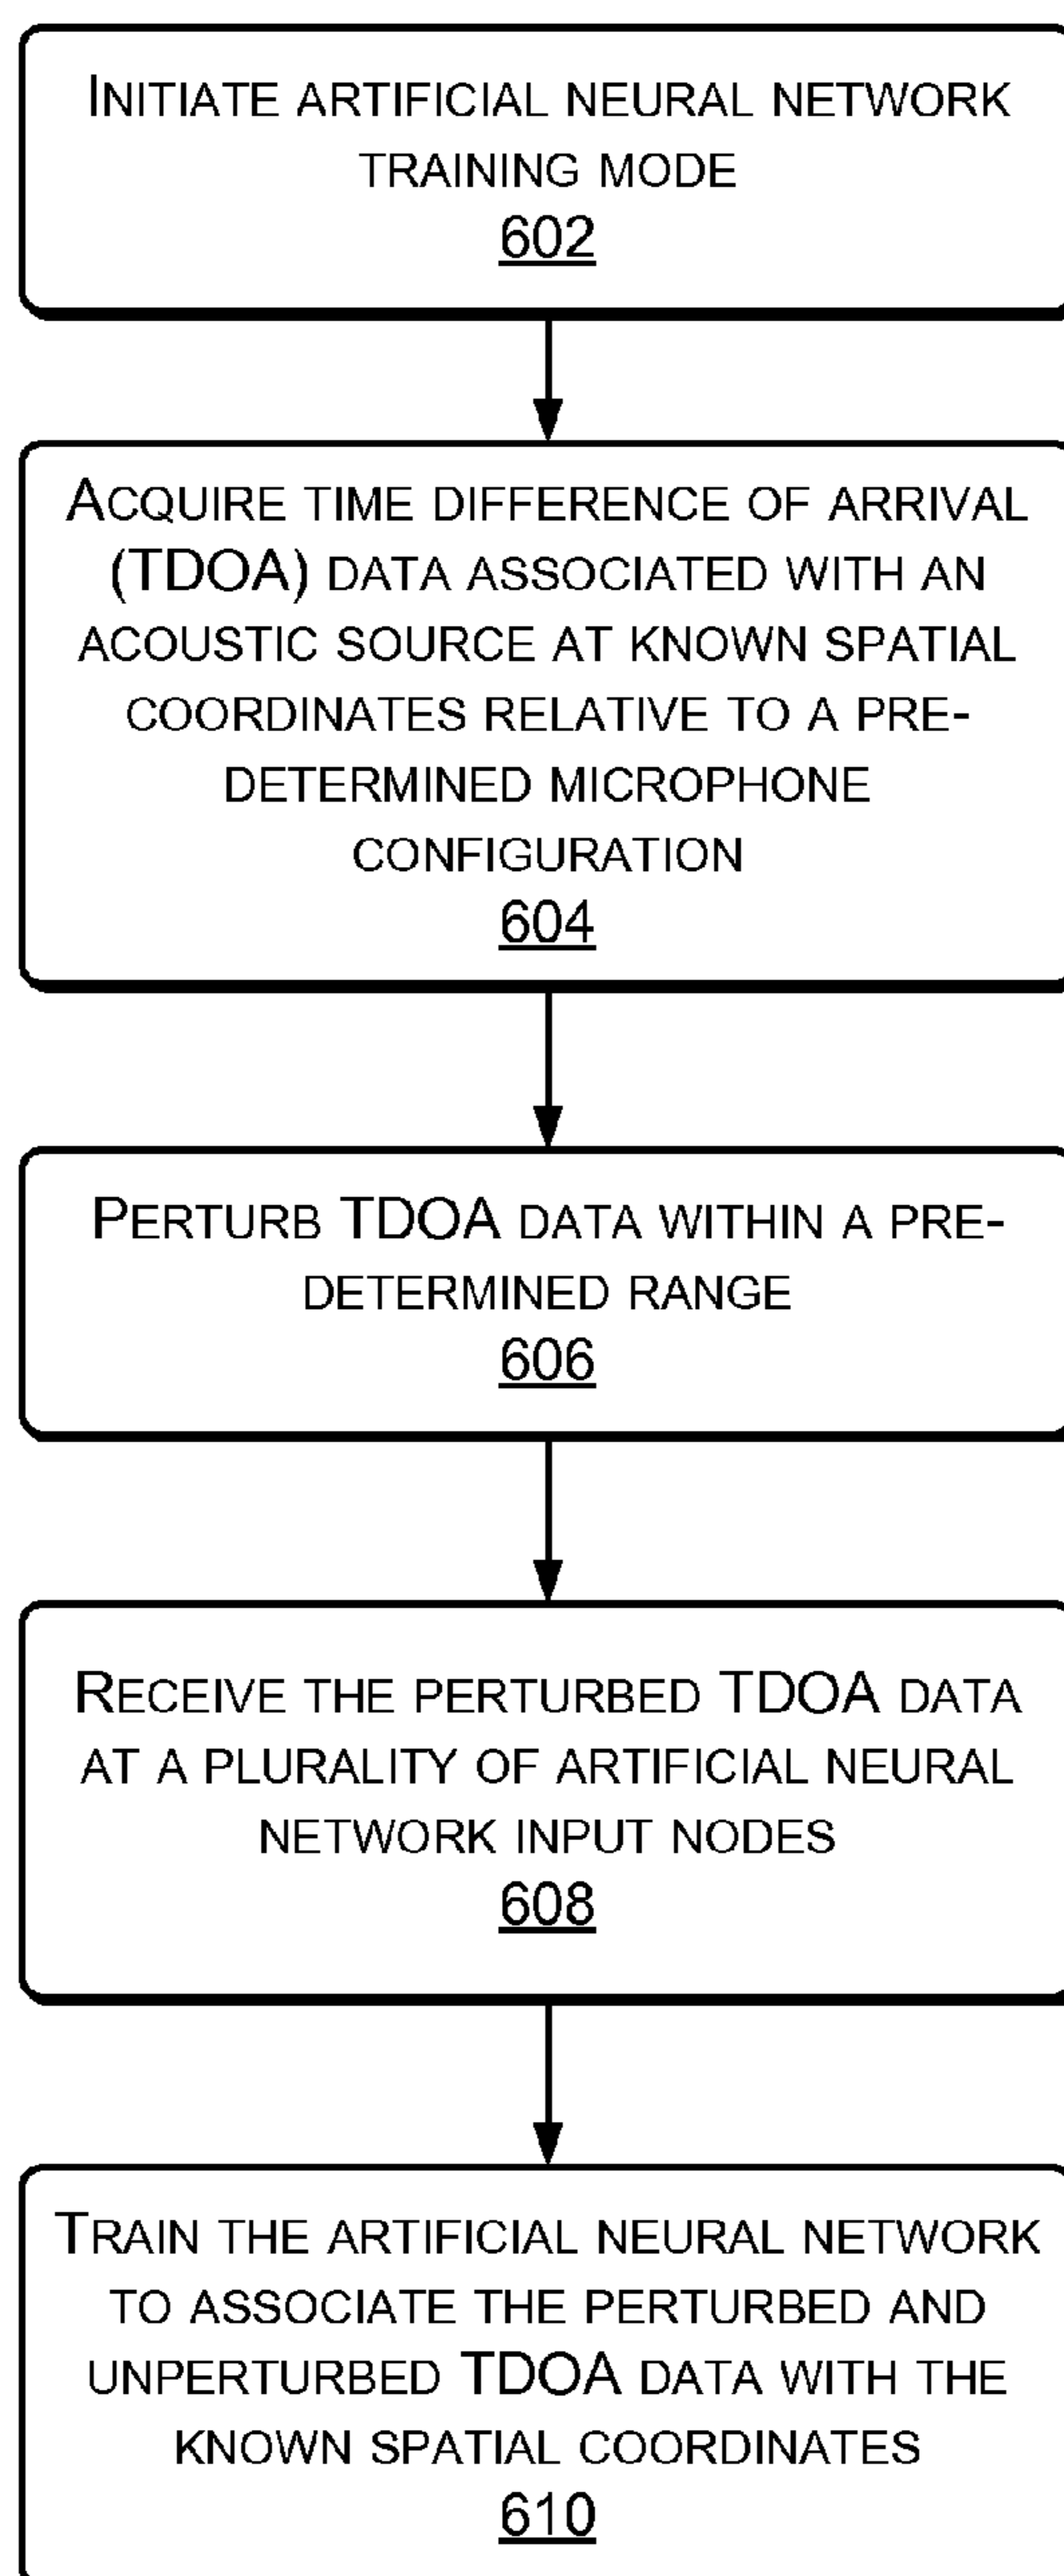 INITIATE ARTIFICIAL NEURAL NETWORK
TRAINING MODE
602
ACQUIRE TIME DIFFERENCE OF ARRIVAL
(TDOA) DATA ASSOCIATED WITH AN
ACOUSTIC SOURCE AT KNOWN SPATIAL
COORDINATES RELATIVE TO A PRE-
DETERMINED MICROPHONE
CONFIGURATION
604
PERTURB TDOA DATA WITHIN A PRE-
DETERMINED RANGE
606
RECEIVE THE PERTURBED TDOA DATA
AT A PLURALITY OF ARTIFICIAL NEURAL
NETWORK INPUT NODES
608
TRAIN THE ARTIFICIAL NEURAL NETWORK
TO ASSOCIATE THE PERTURBED AND
UNPERTURBED TDOA DATA WITH THE
KNOWN SPATIAL COORDINATES
610